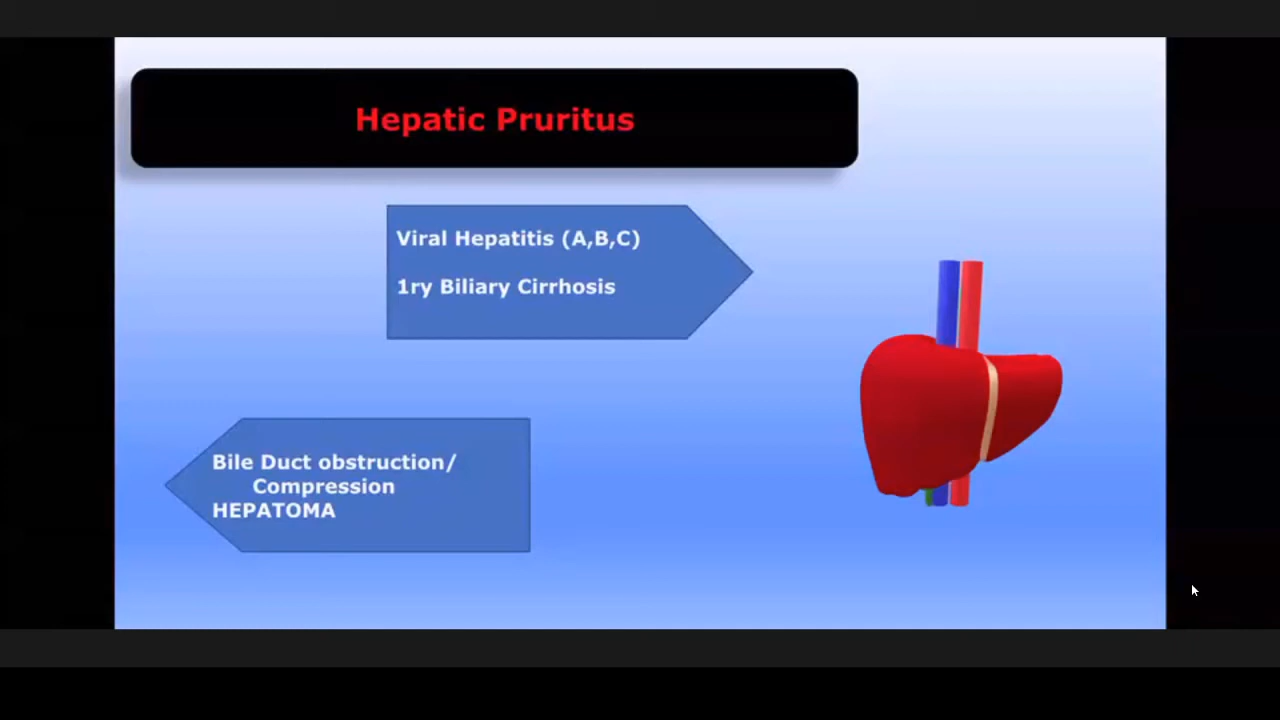 Hepatic Pruritus
Viral Hepatitis (A,B,C)
1ry Biliary Cirrhosis
Bile Duct obstruction/
Compression
HEPATOMA